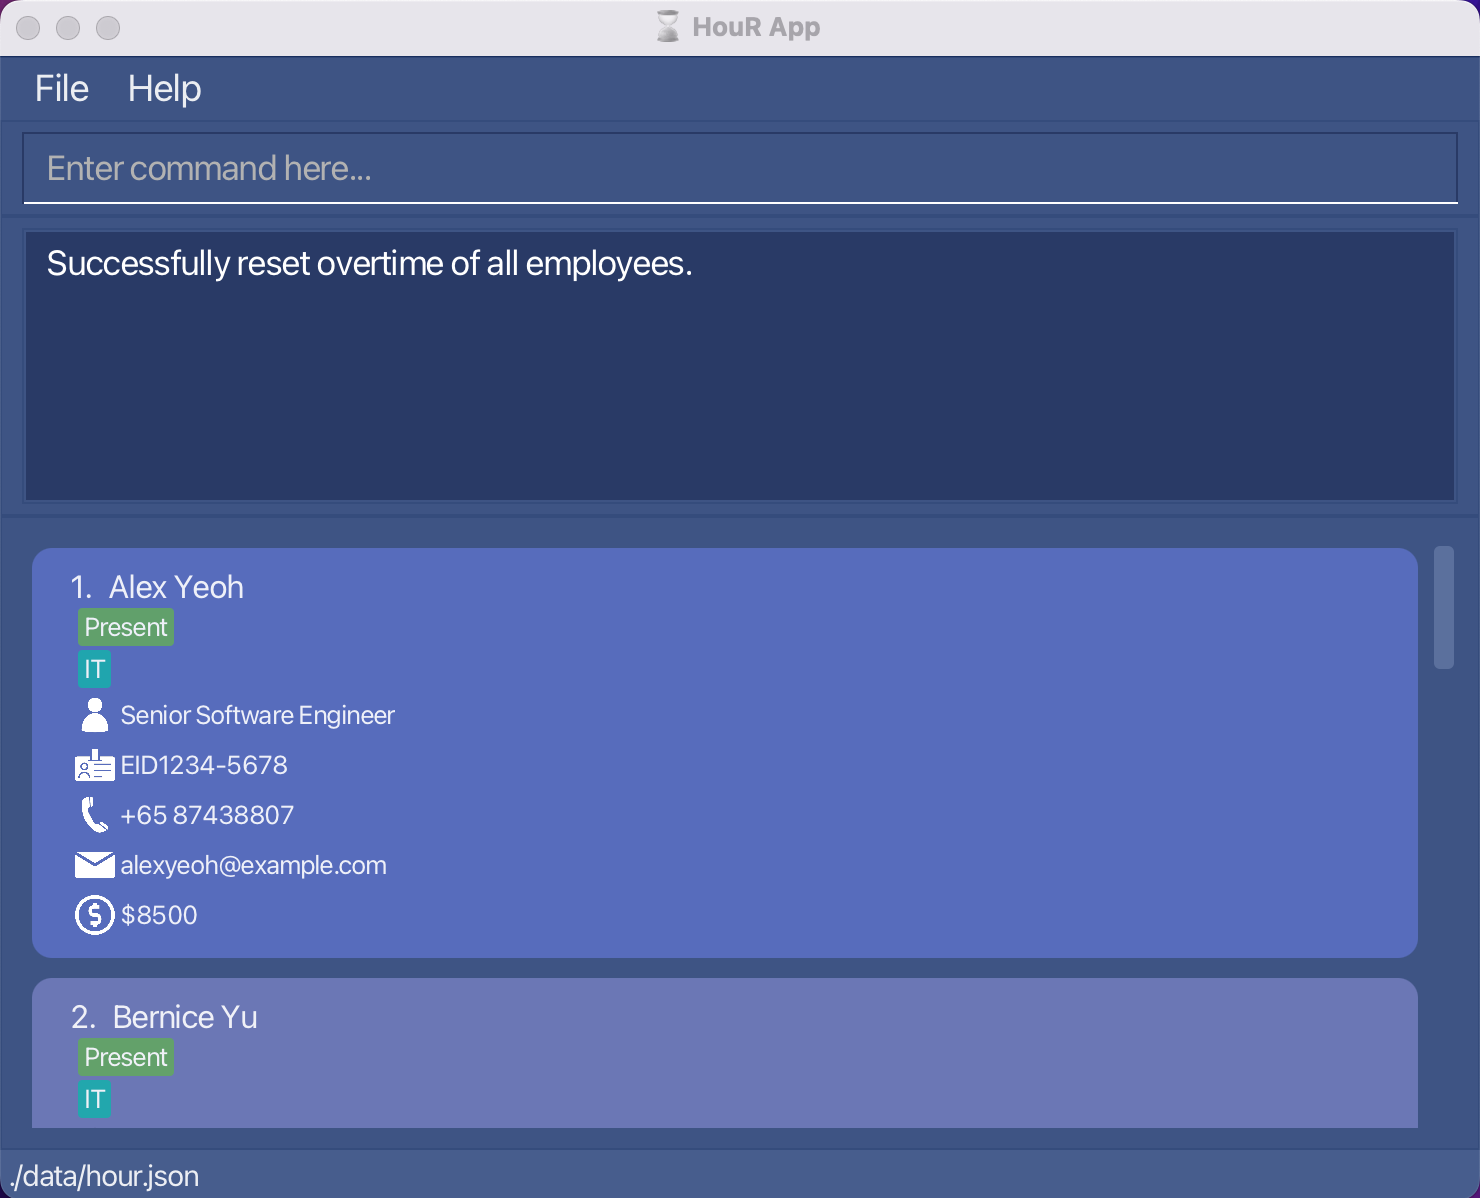 HouR App
File Help
Enter command here...
Successfully reset overtime of all employees.
1. Alex Yeoh
Present
IT
Senior Software Engineer
EID1234-5678
+65 87438807
alexyeoh@example.com
$8500
2. Bernice Yu
Present
IT
./data/hour.json